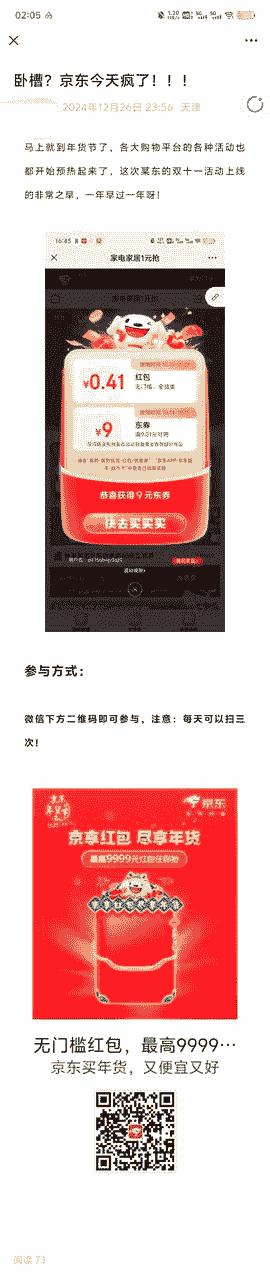 02:05
卧槽？京东今天疯了！！！
2024年12月26日 23:56 天津
马上就到年货节了，各大购物平台的各种活动也
都开始预热起来了，这次某东的双十一活动上线
的非常之早，一年早过一年呀！
16:45
家电家居1元抢
¥0.41
红包
¥9
东券
恭喜获得9元东券
快去买买买
参与方式：
微信下方二维码即可参与，注意：每天可以扫三
次！
京东
京享红包 尽享年货
最高9999元红包任你抢
无门槛红包，最高9999…
京东买年货，又便宜又好
阅读 73